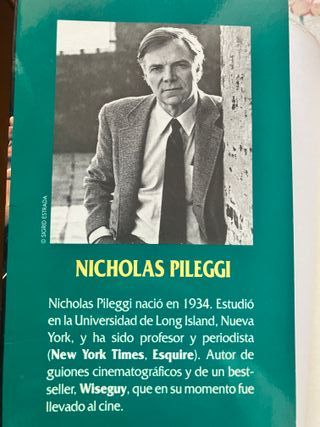 © SIGRID ESTRADA
NICHOLAS PILEGGI
Nicholas Pileggi nació en 1934. Estudió
en la Universidad de Long Island, Nueva
York, y ha sido profesor y periodista
(New York Times, Esquire). Autor de
guiones cinematográficos y de un best-
seller, Wiseguy, que en su momento fue
llevado al cine.